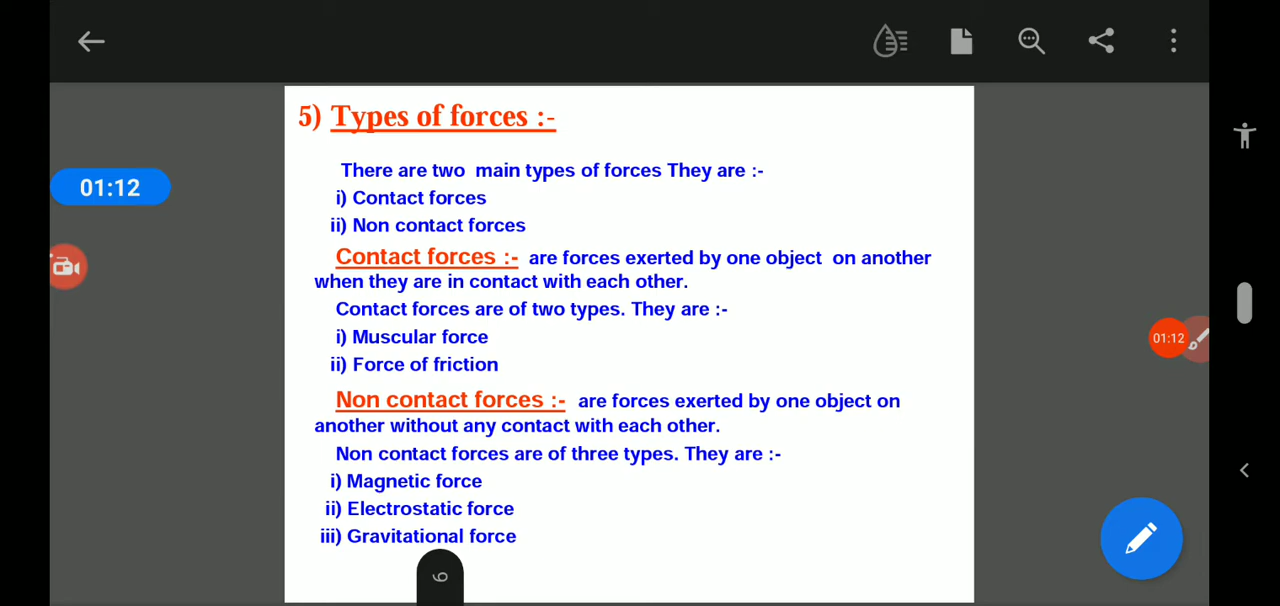 5) Types of forces :-
There are two main types of forces They are :-
i) Contact forces
01:12
ii) Non contact forces
Contact forces :- are forces exerted by one object on another
when they are in contact with each other.
Contact forces are of two types. They are :-
i) Muscular force
01:12
ii) Force of friction
Non contact forces :- are forces exerted by one object on
another without any contact with each other.
Non contact forces are of three types. They are :-
i) Magnetic force
ii) Electrostatic force
iii) Gravitational force
6